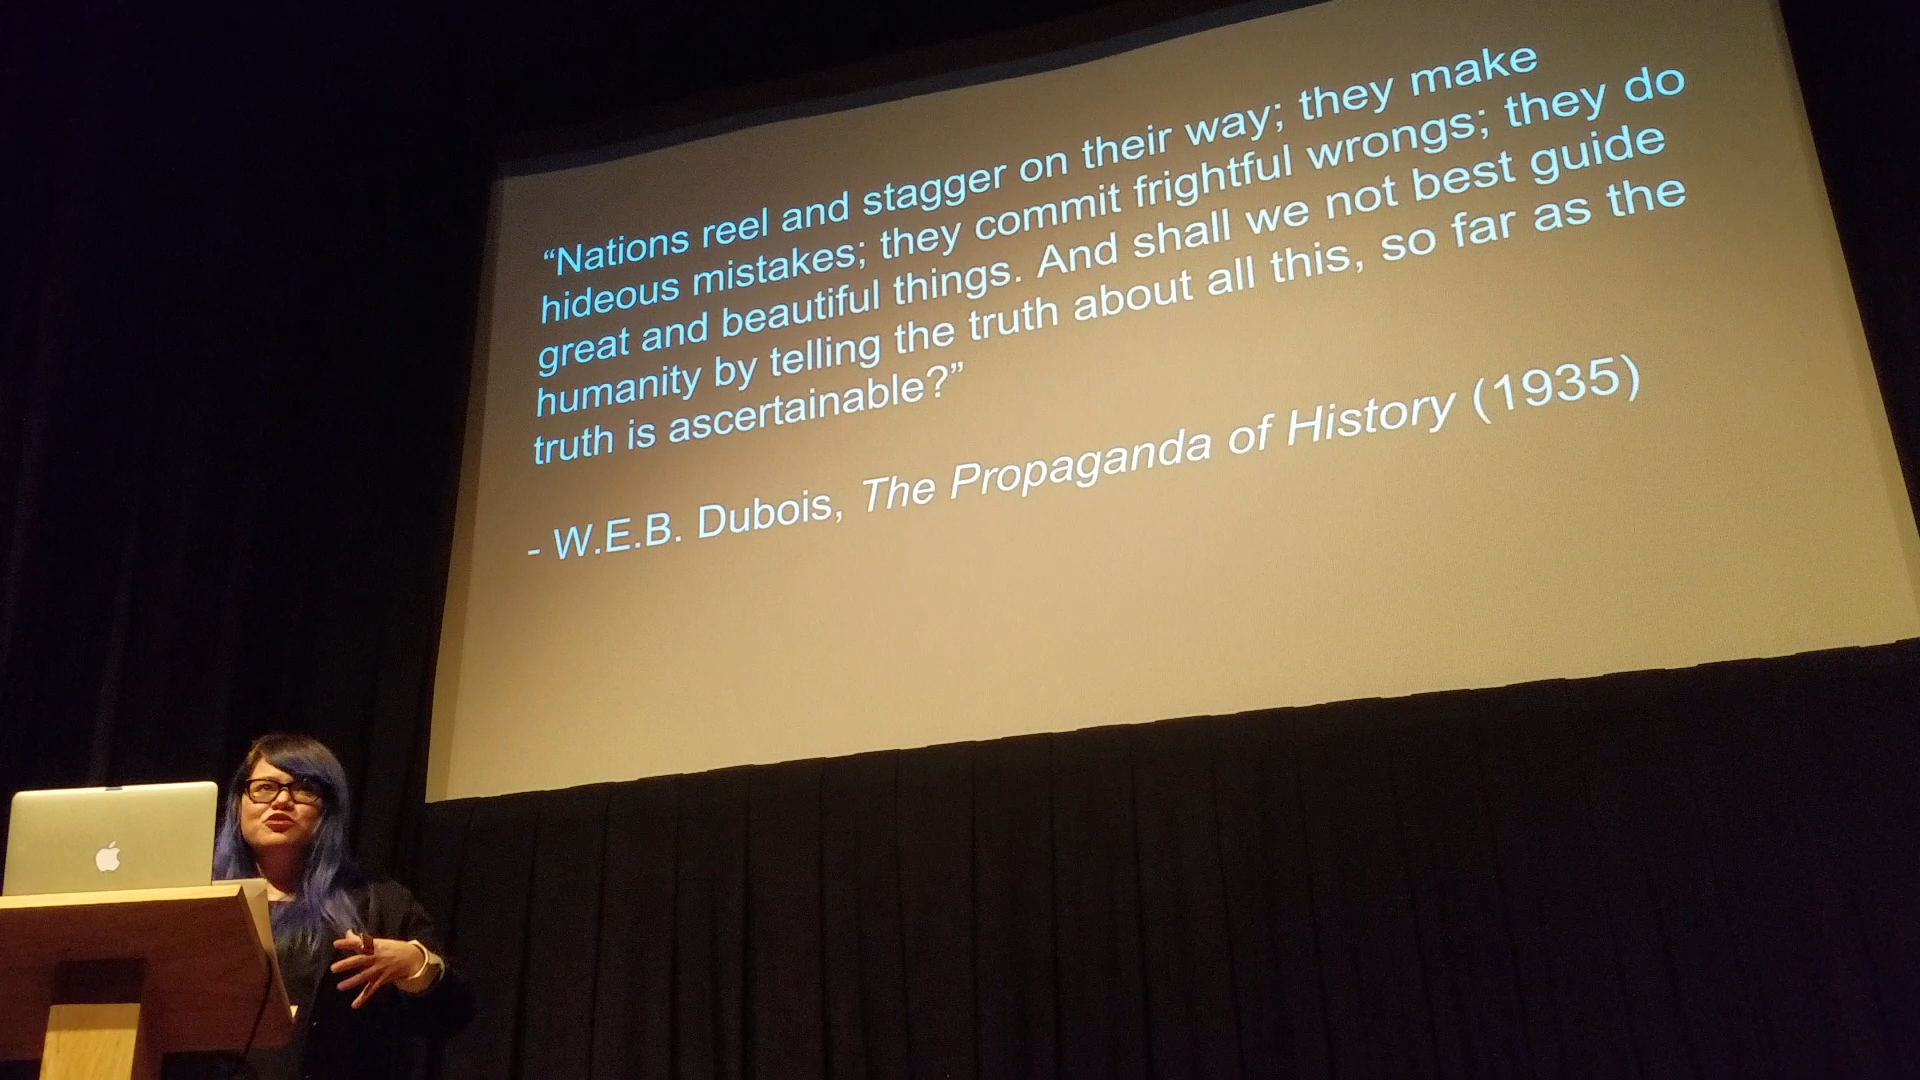 “Nations reel and stagger on their way; they make
hideous mistakes; they commit frightful wrongs; they do
great and beautiful things. And shall we not best guide
humanity by telling the truth about all this, so far as the
truth is ascertainable?”
- W.E.B. Dubois, The Propaganda of History (1935)